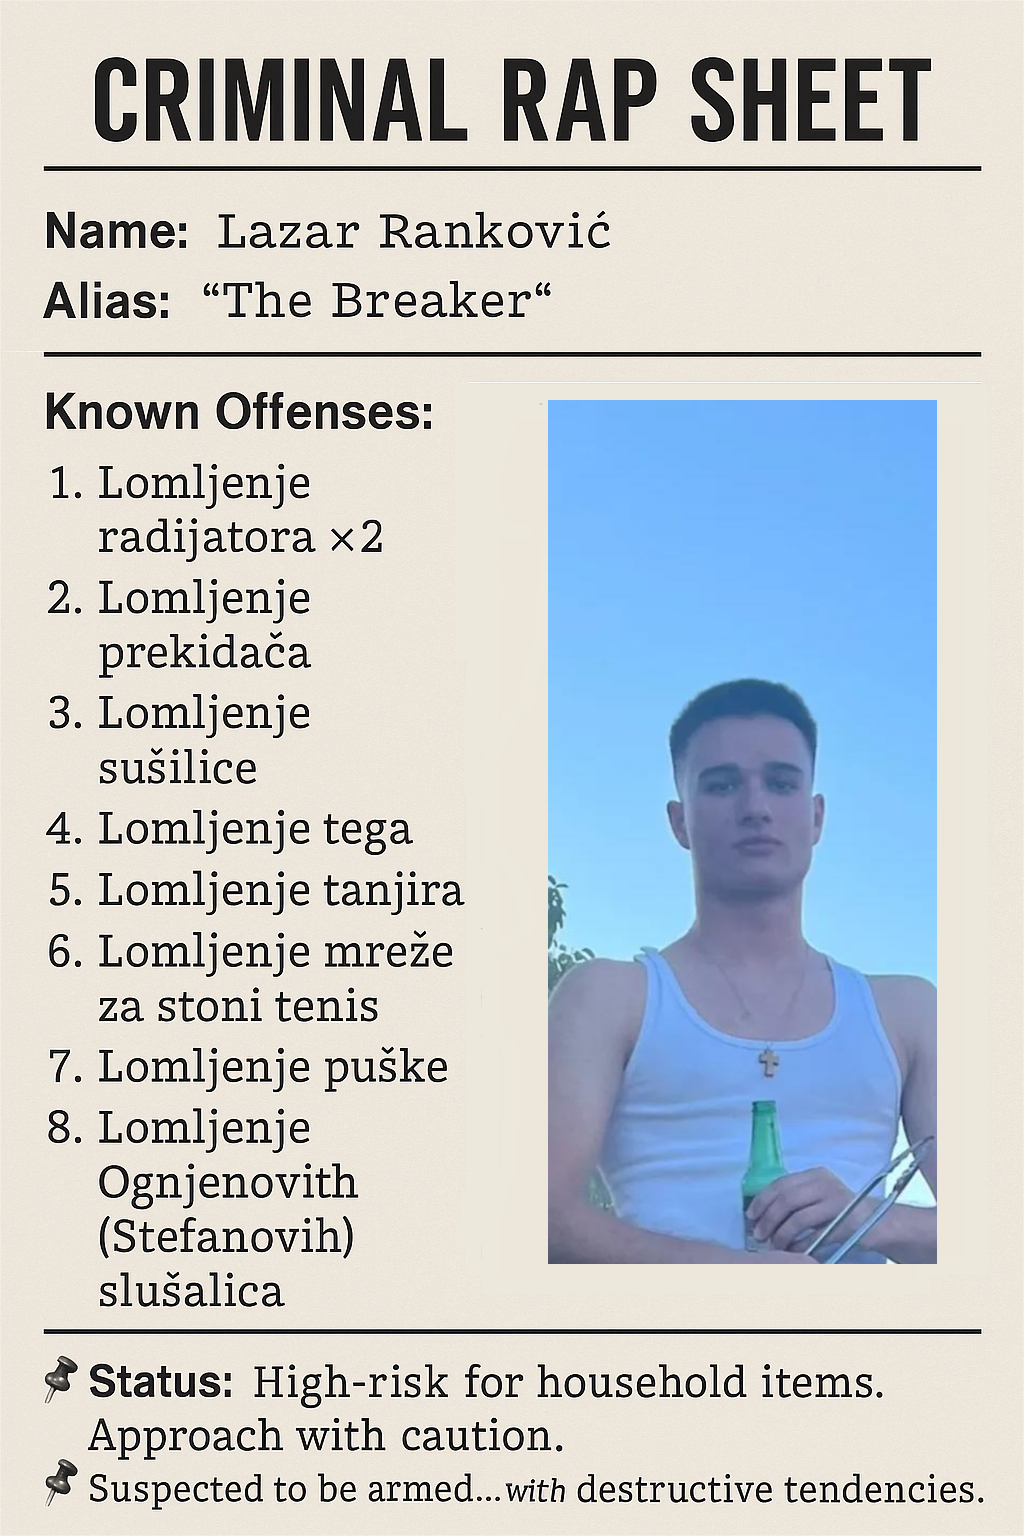 CRIMINAL RAP SHEET
Name: Lazar Ranković
Alias: “The Breaker“
Known Offenses:
1. Lomljenje
radijatora ×2
2. Lomljenje
prekidača
3. Lomljenje
sušilice
4. Lomljenje tega
5. Lomljenje tanjira
6. Lomljenje mreže
za stoni tenis
7. Lomljenje puške
8. Lomljenje
Ognjenovith
(Stefanovih)
slušalica
Status: High-risk for household items.
Approach with caution.
Suspected to be armed...with destructive tendencies.